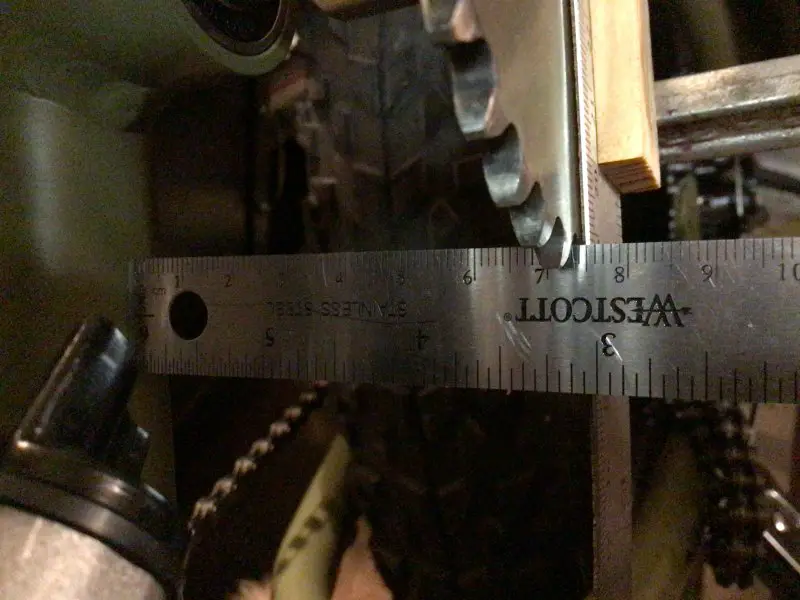 1 2 3 4 5 6 7 8 9 10
cm
WESTCOTT®
STAINLESS-STEEL
5 4 3